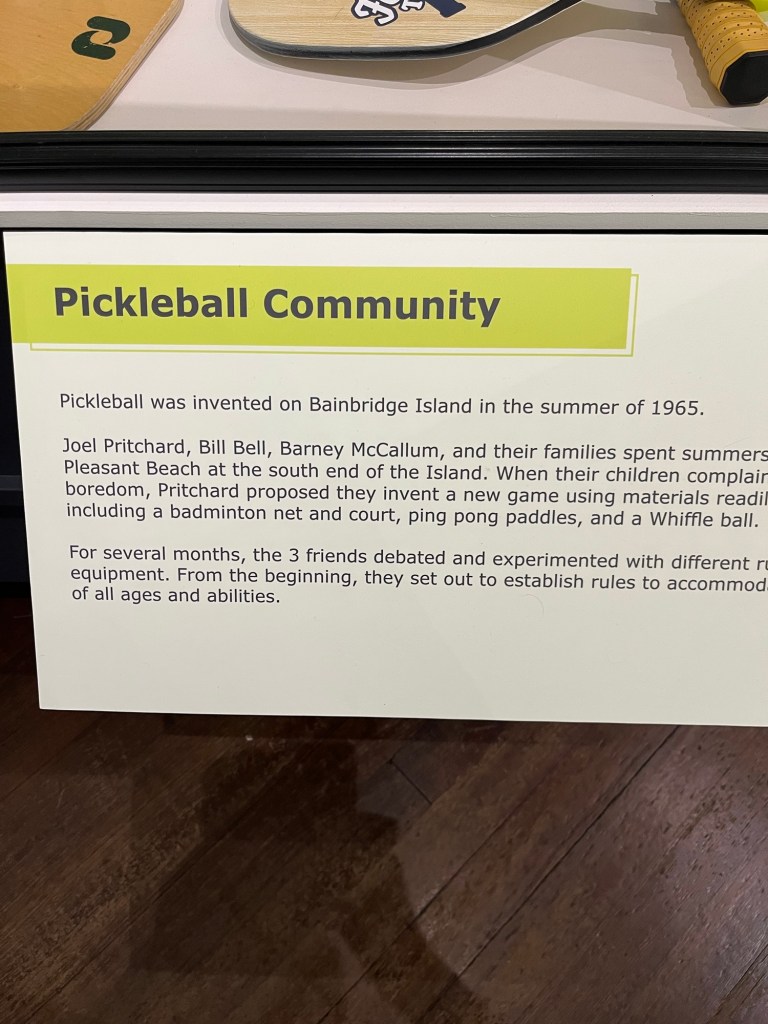 Pickleball Community
Pickleball was invented on Bainbridge Island in the summer of 1965.
Joel Pritchard, Bill Bell, Barney McCallum, and their families spent summers
Pleasant Beach at the south end of the Island. When their children complain
boredom, Pritchard proposed they invent a new game using materials readil
including a badminton net and court, ping pong paddles, and a Whiffle ball.
For several months, the 3 friends debated and experimented with different ru
equipment. From the beginning, they set out to establish rules to accommoda
of all ages and abilities.